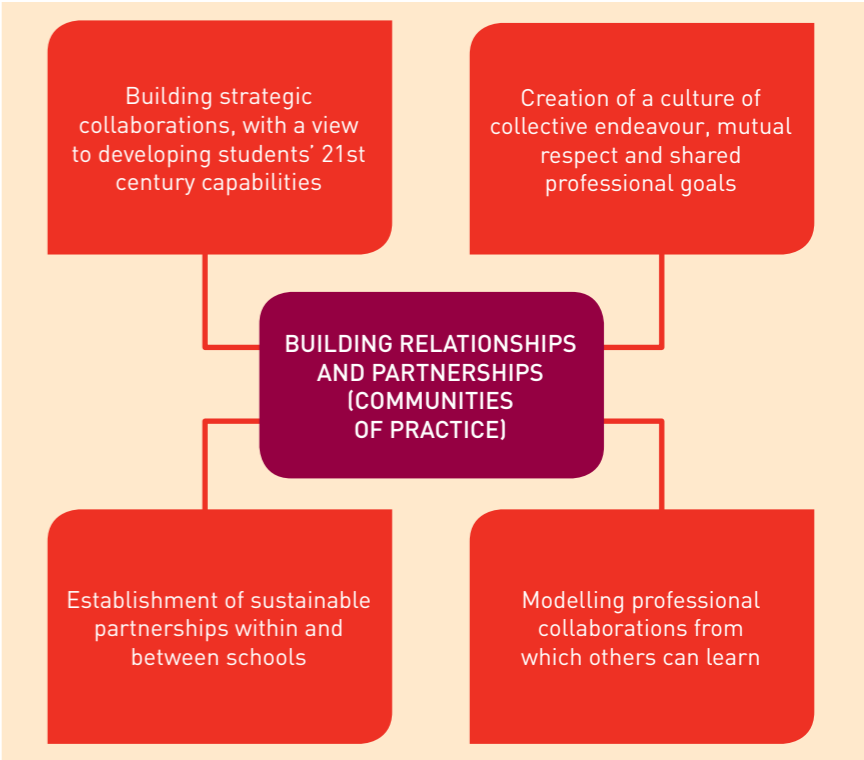 Building strategic
collaborations, with a view
to developing students’ 21st
century capabilities
Creation of a culture of
collective endeavour, mutual
respect and shared
professional goals
BUILDING RELATIONSHIPS
AND PARTNERSHIPS
(COMMUNITIES
OF PRACTICE)
Establishment of sustainable
partnerships within and
between schools
Modelling professional
collaborations from
which others can learn